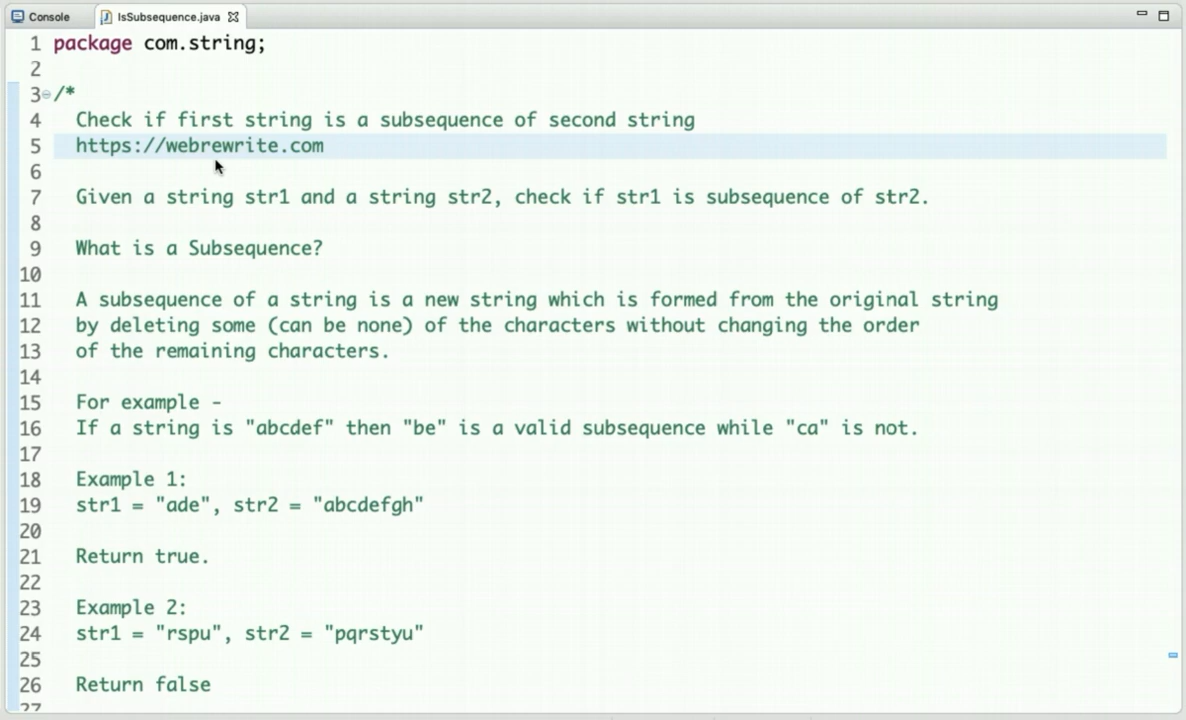 Console IsSubsequence.java
1 package com.string;
2
3 /*
4 Check if first string is a subsequence of second string
5 https://webrewrite.com
6
7 Given a string str1 and a string str2, check if str1 is subsequence of str2.
8
9 What is a Subsequence?
10
11 A subsequence of a string is a new string which is formed from the original string
12 by deleting some (can be none) of the characters without changing the order
13 of the remaining characters.
14
15 For example -
16 If a string is "abcdef" then "be" is a valid subsequence while "ca" is not.
17
18 Example 1:
19 str1 = "ade", str2 = "abcdefgh"
20
21 Return true.
22
23 Example 2:
24 str1 = "rspu", str2 = "pqrstyu"
25
26 Return false
27